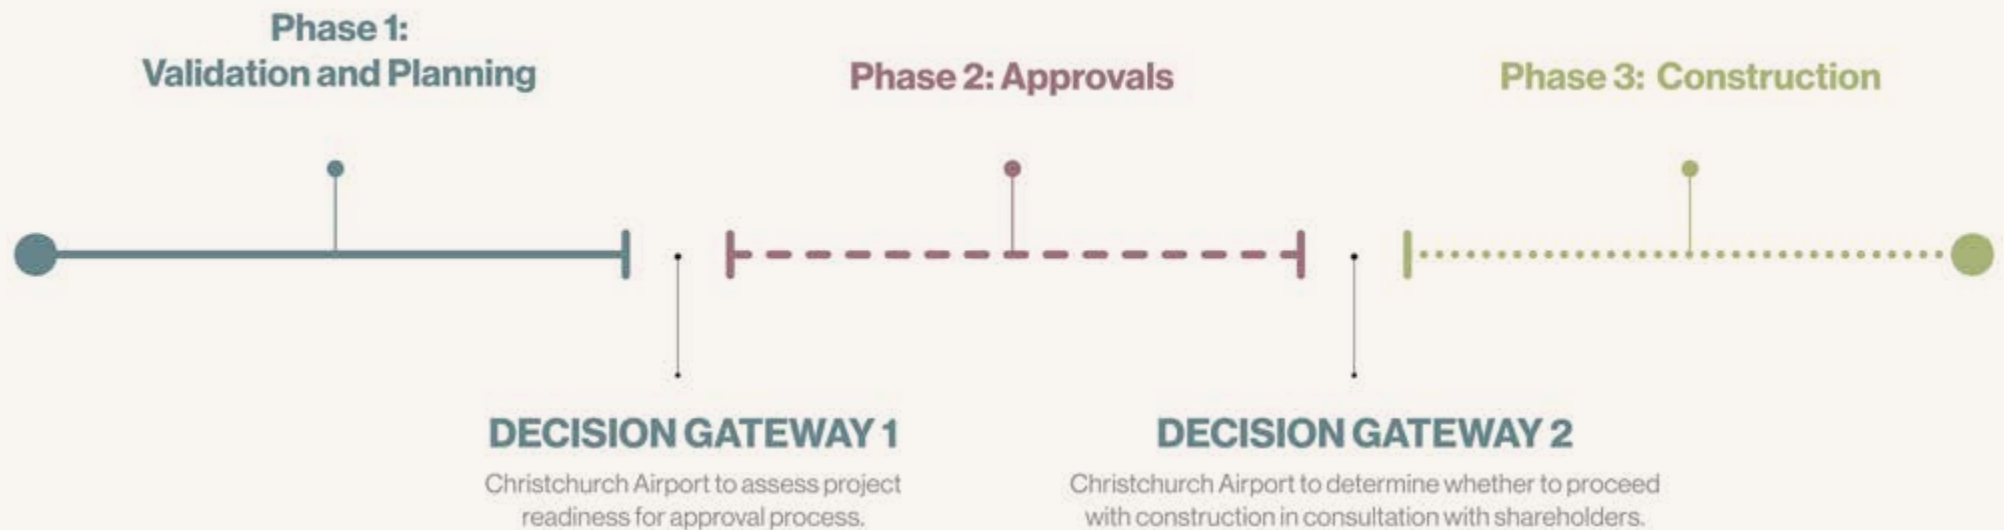 Phase 1:
Validation and Planning
Phase 2: Approvals
Phase 3: Construction
DECISION GATEWAY 1
Christchurch Airport to assess project
readiness for approval process.
DECISION GATEWAY 2
Christchurch Airport to determine whether to proceed
with construction in consultation with shareholders.